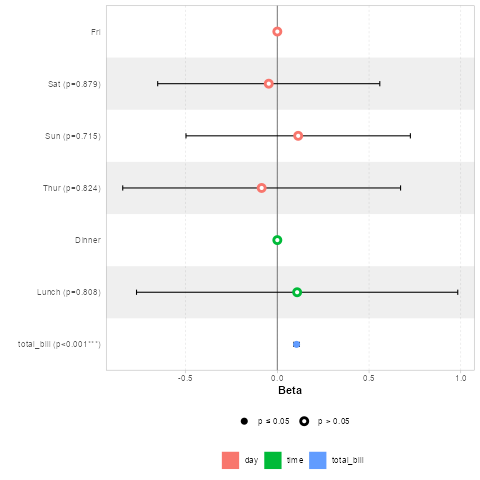 Fri
Sat (p=0.879)
Sun (p=0.715)
Thur (p=0.824)
Dinner
Lunch (p=0.808)
total_bill (p<0.001***)
-0.5 0.0 0.5 1.0
Beta
p ≤ 0.05 p > 0.05
day time total_bill